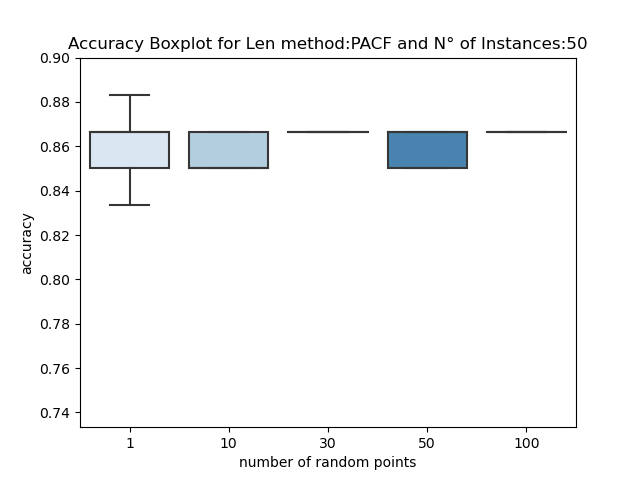 Accuracy Boxplot for Len method:PACF and N° of Instances:50
0.90
0.88
0.86
0.84
0.82
0.80
0.78
0.76
0.74
accuracy
1 10 30 50 100
number of random points